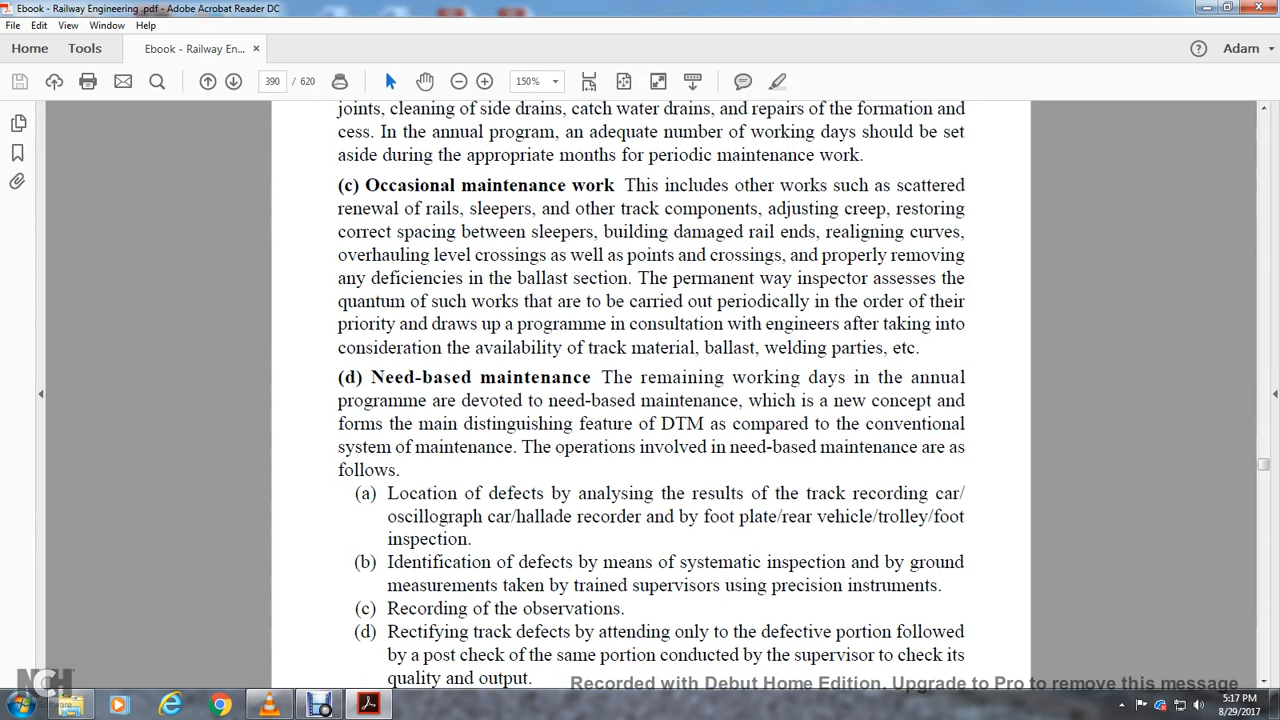 Ebook - Railway Engineering .pdf - Adobe Acrobat Reader DC
File Edit View Window Help
Home Tools Ebook - Railway En... × Adam
390 / 620 150%
joints, cleaning of side drains, catch water drains, and repairs of the formation and
cess. In the annual program, an adequate number of working days should be set
aside during the appropriate months for periodic maintenance work.
(c) Occasional maintenance work This includes other works such as scattered
renewal of rails, sleepers, and other track components, adjusting creep, restoring
correct spacing between sleepers, building damaged rail ends, realigning curves,
overhauling level crossings as well as points and crossings, and properly removing
any deficiencies in the ballast section. The permanent way inspector assesses the
quantum of such works that are to be carried out periodically in the order of their
priority and draws up a programme in consultation with engineers after taking into
consideration the availability of track material, ballast, welding parties, etc.
(d) Need-based maintenance The remaining working days in the annual
programme are devoted to need-based maintenance, which is a new concept and
forms the main distinguishing feature of DTM as compared to the conventional
system of maintenance. The operations involved in need-based maintenance are as
follows.
(a) Location of defects by analysing the results of the track recording car/
oscillograph car/hallade recorder and by foot plate/rear vehicle/trolley/foot
inspection.
(b) Identification of defects by means of systematic inspection and by ground
measurements taken by trained supervisors using precision instruments.
(c) Recording of the observations.
(d) Rectifying track defects by attending only to the defective portion followed
by a post check of the same portion conducted by the supervisor to check its
quality and output.
NCH Software
Recorded with Debut Home Edition. Upgrade to Pro to remove this message
5:17 PM
8/29/2017